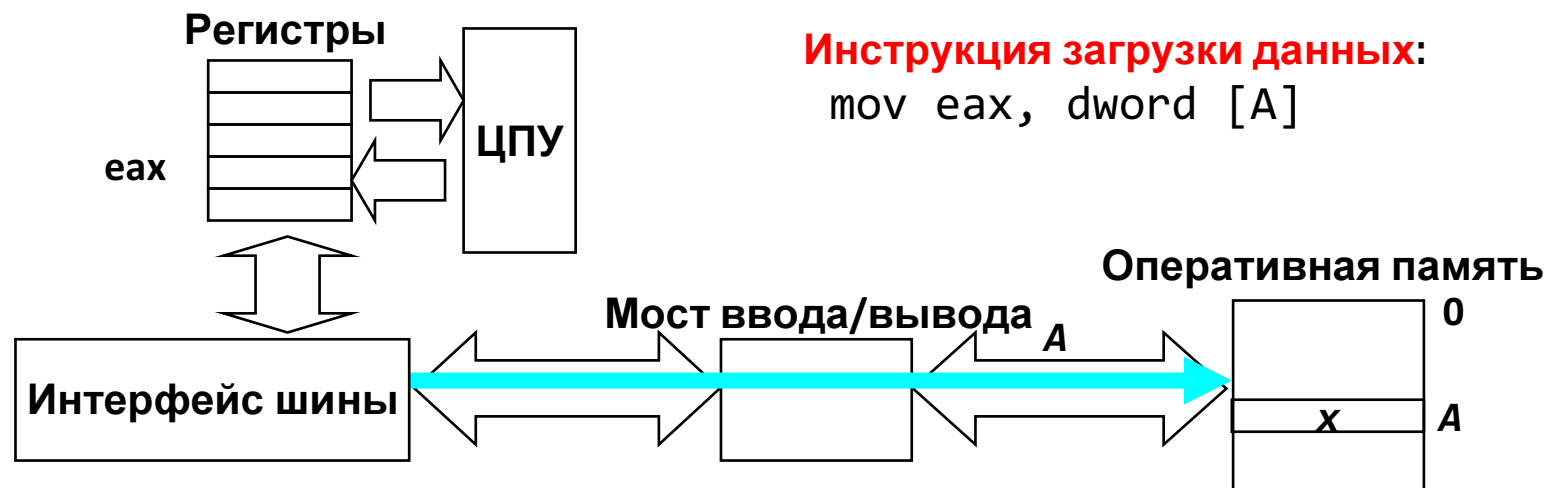 Регистры
Инструкция загрузки данных:
mov eax, dword [A]
ЦПУ
eax
Оперативная память
Мост ввода/вывода
0
A
Интерфейс шины
x
A